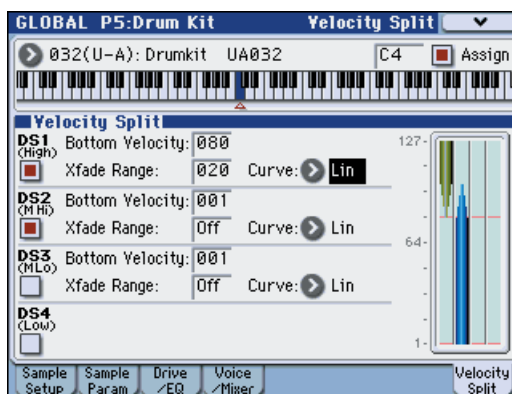 GLOBAL P5:Drum Kit Velocity Split
032(U-A): Drumkit UA032 C4 Assign
Velocity Split
DS1 (High) Bottom Velocity: 080
Xfade Range: 020 Curve: Lin
DS2 (M Hi) Bottom Velocity: 001
Xfade Range: Off Curve: Lin
DS3 (MLo) Bottom Velocity: 001
Xfade Range: Off Curve: Lin
DS4 (Low)
127-
64-
1-
Sample Setup
Sample Param
Drive /EQ
Voice /Mixer
Velocity Split